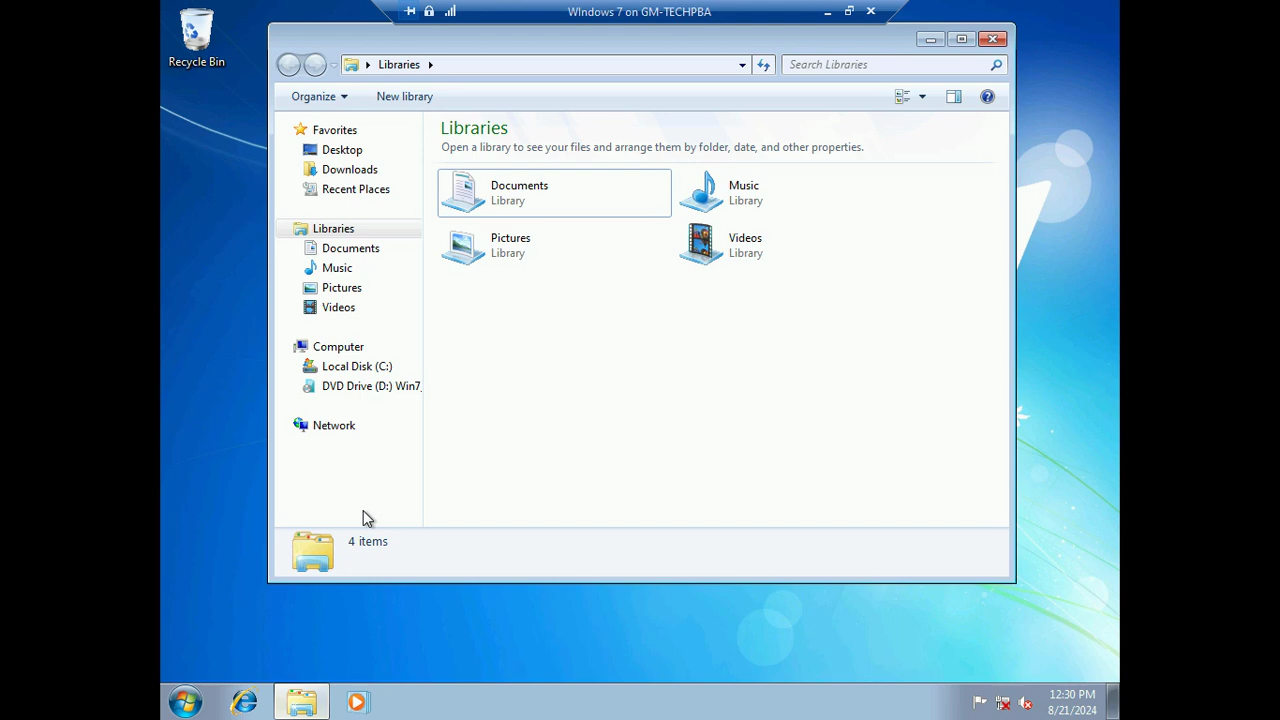 WIndows 7 on GM-TECHPBA
Recycle Bin
Libraries
Search Libraries
Organize
New library
Favorites
Desktop
Downloads
Recent Places
Libraries
Documents
Music
Pictures
Videos
Computer
Local Disk (C:)
DVD Drive (D:) Win7_
Network
Libraries
Open a library to see your files and arrange them by folder, date, and other properties.
Documents
Library
Music
Library
Pictures
Library
Videos
Library
4 items
12:30 PM
8/21/2024